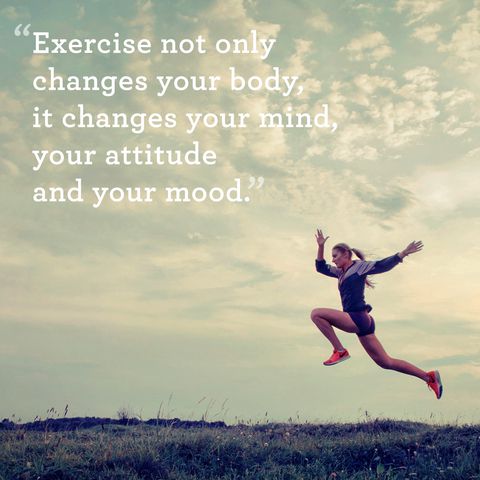 “Exercise not only
changes your body,
it changes your mind,
your attitude
and your mood.”